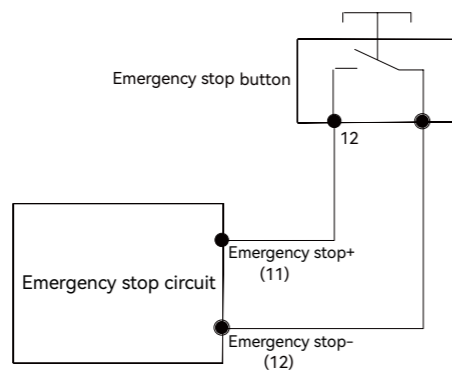 Emergency stop button
12
Emergency stop+
(11)
Emergency stop circuit
Emergency stop-
(12)